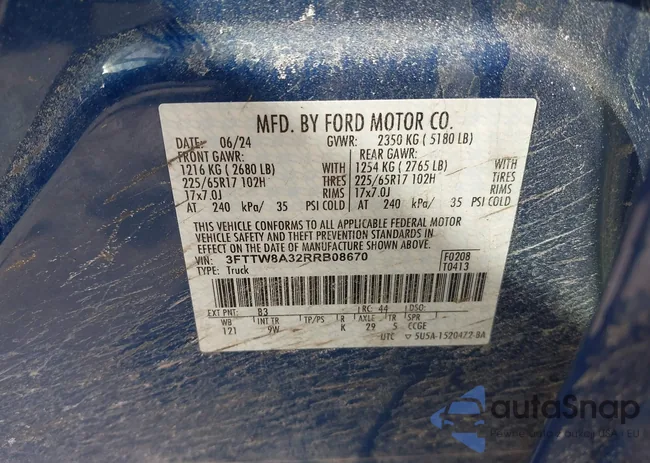 MFD. BY FORD MOTOR CO.
DATE: 06/24 GVWR: 2350 KG ( 5180 LB)
FRONT GAWR: REAR GAWR:
1216 KG ( 2680 LB) WITH 1254 KG ( 2765 LB) WITH
225/65R17 102H TIRES 225/65R17 102H TIRES
17x7.0J RIMS 17x7.0J RIMS
AT 240 kPa/ 35 PSI COLD AT 240 kPa/ 35 PSI COLD
THIS VEHICLE CONFORMS TO ALL APPLICABLE FEDERAL MOTOR
VEHICLE SAFETY AND THEFT PREVENTION STANDARDS IN
EFFECT ON THE DATE OF MANUFACTURE SHOWN ABOVE.
VIN: 3FTTW8A32RRB08670 F0208
TYPE: Truck T0413
EXT PNT: B3 RC: 44 DSO:
WB INT TR TP/PS R AXLE TR SPR
121 9W K 29 5 CCGE
UTC ▽ 5U5A-1520472-BA
autoSnap